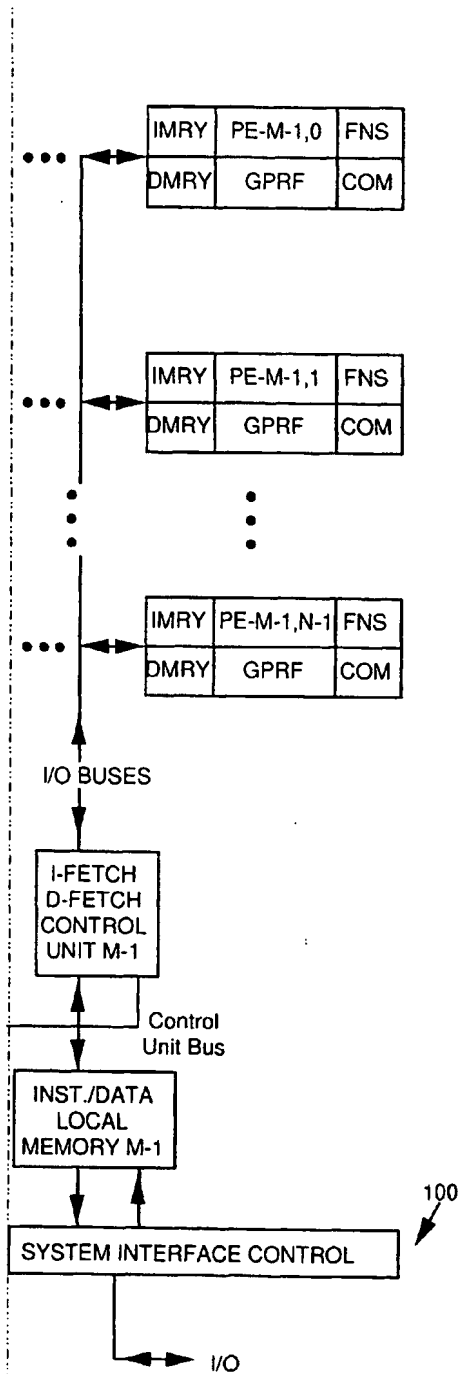 IMRY PE-M-1,0 FNS
DMRY GPRF COM
IMRY PE-M-1,1 FNS
DMRY GPRF COM
IMRY PE-M-1,N-1 FNS
DMRY GPRF COM
I/O BUSES
I-FETCH
D-FETCH
CONTROL
UNIT M-1
Control
Unit Bus
INST./DATA
LOCAL
MEMORY M-1
100
SYSTEM INTERFACE CONTROL
I/O